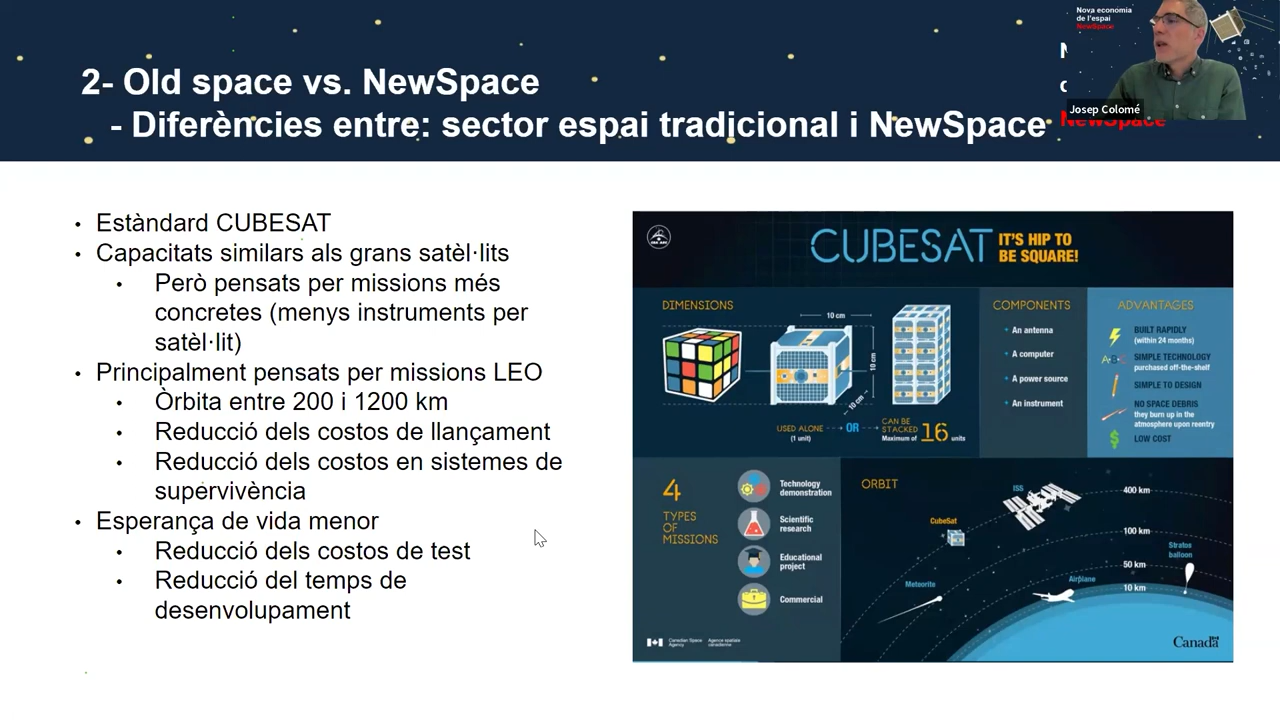 Nova economia
de l'espai
NewSpace
2- Old space vs. NewSpace
- Diferències entre: sector espai tradicional i NewSpace
Josep Colomé
NewSpace
• Estàndard CUBESAT
• Capacitats similars als grans satèl·lits
• Però pensats per missions més
concretes (menys instruments per
satèl·lit)
• Principalment pensats per missions LEO
• Òrbita entre 200 i 1200 km
• Reducció dels costos de llançament
• Reducció dels costos en sistemes de
supervivència
• Esperança de vida menor
• Reducció dels costos de test
• Reducció del temps de
desenvolupament
CUBESAT IT'S HIP TO
BE SQUARE!
DIMENSIONS
10 cm
10 cm
10 cm
USED ALONE
(1 unit)
OR
CAN BE
STACKED
Maximum of 16 units
COMPONENTS
• An antenna
• A computer
• A power source
• An instrument
ADVANTAGES
BUILT RAPIDLY
(within 24 months)
A-B-C
SIMPLE TECHNOLOGY
purchased off-the-shelf
SIMPLE TO DESIGN
NO SPACE DEBRIS
they burn up in the
atmosphere upon reentry
$
LOW COST
4
TYPES
OF
MISSIONS
Technology
demonstration
Scientific
research
Educational
project
Commercial
ORBIT
ISS
400 km
CubeSat
100 km
Stratos
balloon
50 km
Meteorite
Airplane
10 km
Canadian Space
Agency
Agence spatiale
canadienne
Canada